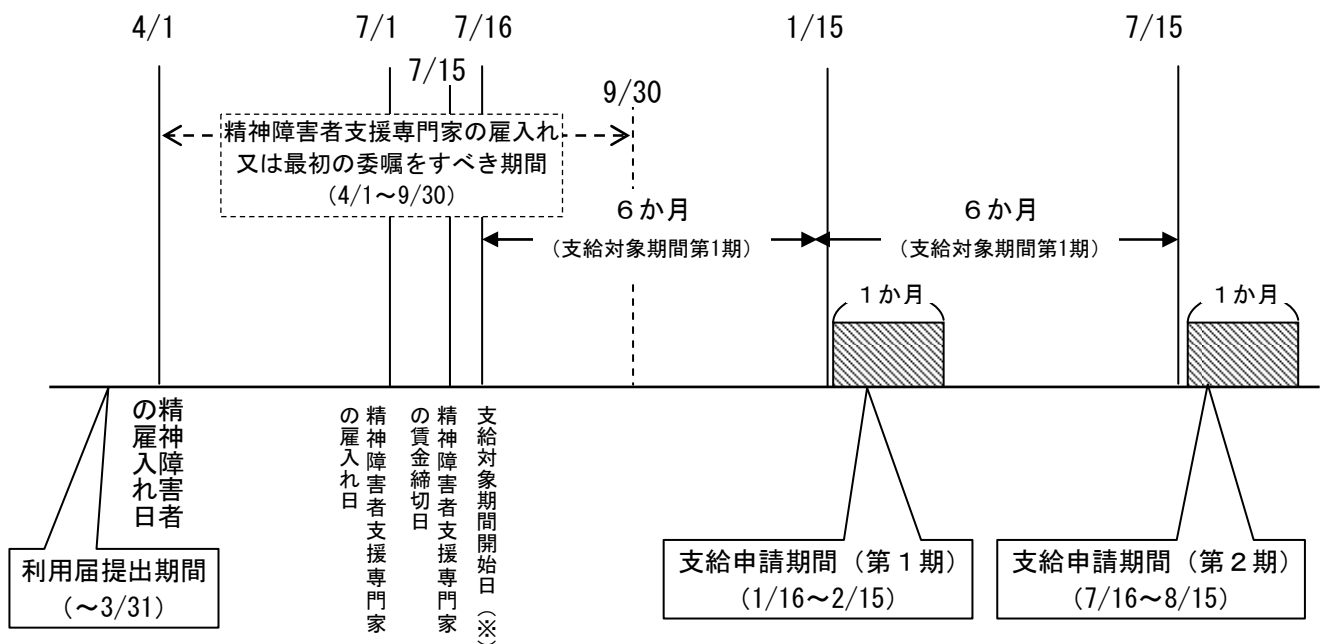 4/1
7/1
7/16
1/15
7/15
7/15
9/30
精神障害者支援専門家の雇入れ
又は最初の委嘱をすべき期間
(4/1～9/30)
６か月
(支給対象期間第1期)
６か月
(支給対象期間第1期)
１か月
１か月
精神障害者
の雇入れ日
精神障害者支援専門家
の雇入れ日
精神障害者支援専門家
の賃金締切日
支給対象期間開始日（※）
利用届提出期間
(～3/31)
支給申請期間（第１期）
(1/16～2/15)
支給申請期間（第２期）
(7/16～8/15)